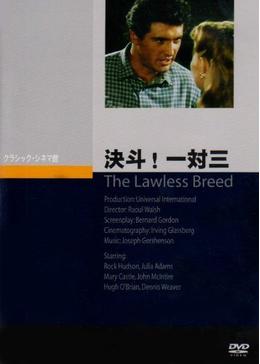 クラシック・シネマ館
決斗!一対三
The Lawless Breed
Production: Universal International
Director: Raoul Walsh
Screenplay: Bernard Gordon
Cinematography: Irving Glassberg
Music: Joseph Gershenson
Starring:
Rock Hudson, Julia Adams
Mary Castle, John McIntire
Hugh O'Brian, Dennis Weaver
DVD
VIDEO